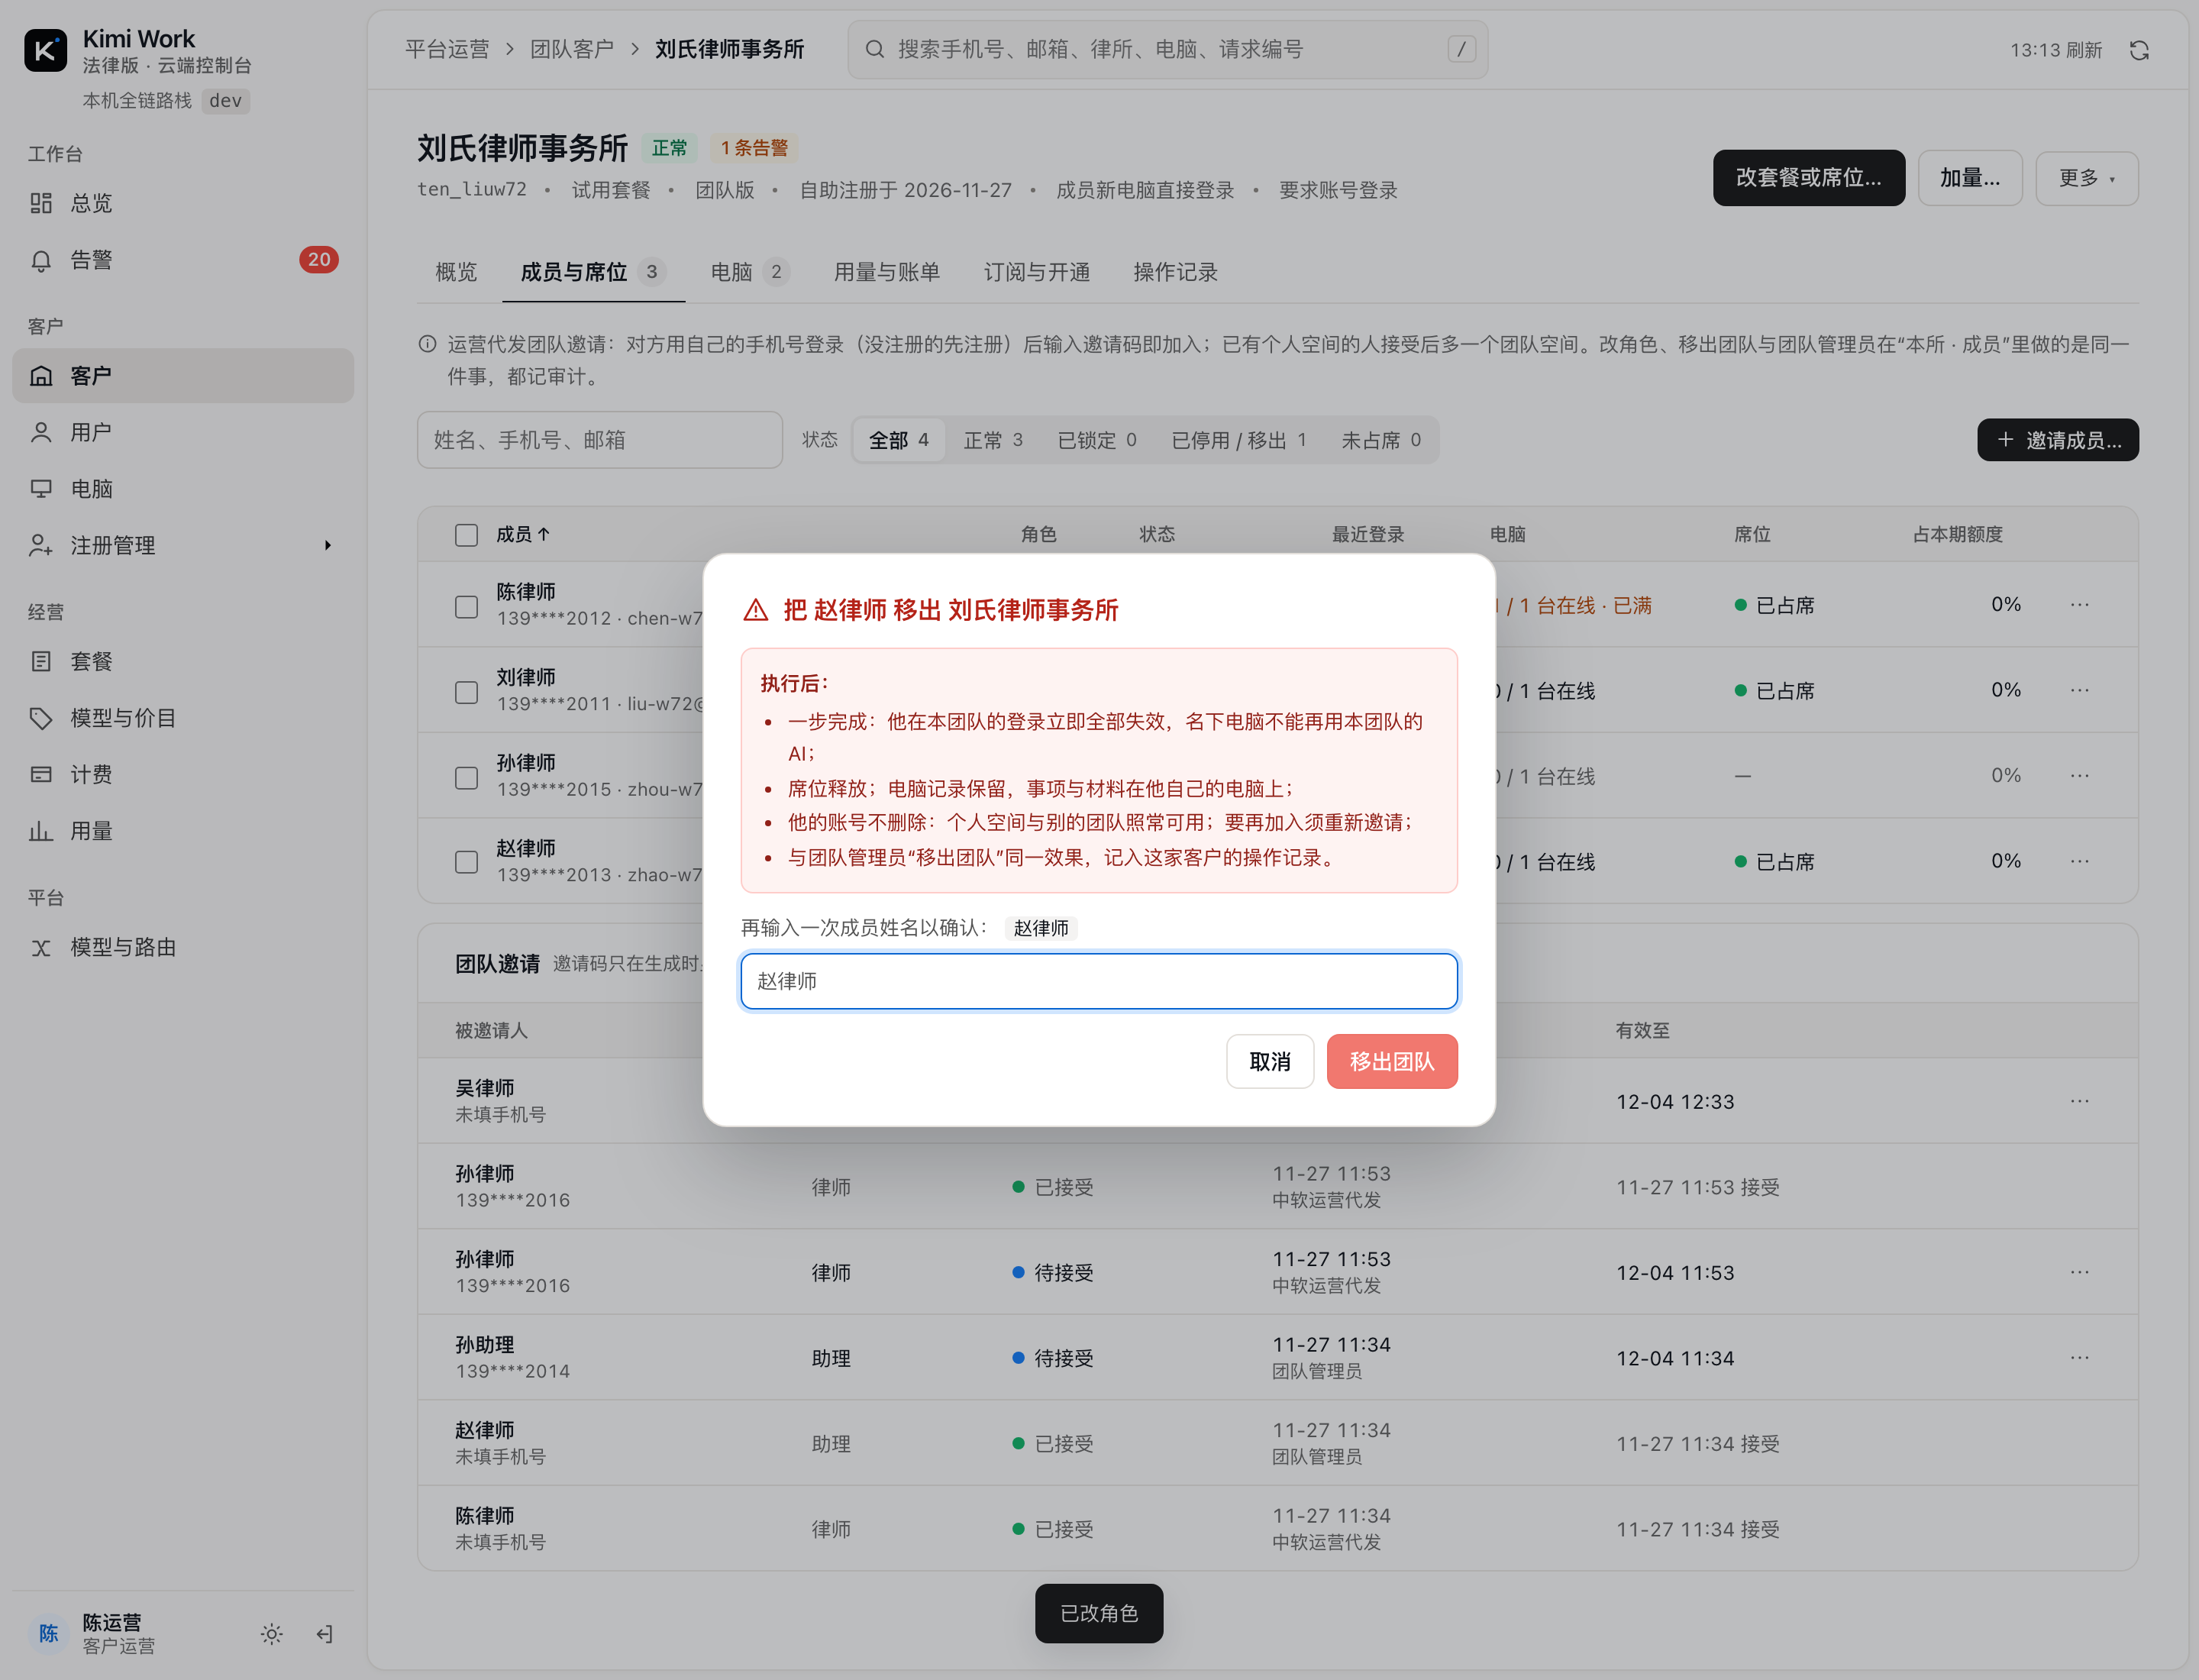 Kimi Work
法律版 · 云端控制台
本机全链路栈 dev
工作台
总览
告警 20
客户
客户
用户
电脑
注册管理
经营
套餐
模型与价目
计费
用量
平台
模型与路由
陈 陈运营
客户运营
平台运营 团队客户 刘氏律师事务所
搜索手机号、邮箱、律所、电脑、请求编号 /
13:13 刷新
刘氏律师事务所 正常 1 条告警
ten_liuw72 • 试用套餐 • 团队版 • 自助注册于 2026-11-27 • 成员新电脑直接登录 • 要求账号登录
改套餐或席位… 加量… 更多
概览 成员与席位 3 电脑 2 用量与账单 订阅与开通 操作记录
运营代发团队邀请：对方用自己的手机号登录（没注册的先注册）后输入邀请码即加入；已有个人空间的人接受后多一个团队空间。改角色、移出团队与团队管理员在“本所 · 成员”里做的是同一
件事，都记审计。
姓名、手机号、邮箱 状态 全部 4 正常 3 已锁定 0 已停用 / 移出 1 未占席 0 邀请成员…
成员 ↑ 角色 状态 最近登录 电脑 席位 占本期额度
陈律师
139****2012 · chen-w7
/ 1 台在线 · 已满 已占席 0% …
刘律师
139****2011 · liu-w72@
/ 1 台在线 已占席 0% …
孙律师
139****2015 · zhou-w7
/ 1 台在线 — 0% …
赵律师
139****2013 · zhao-w7
/ 1 台在线 已占席 0% …
把 赵律师 移出 刘氏律师事务所
执行后：
• 一步完成：他在本团队的登录立即全部失效，名下电脑不能再用本团队的
AI；
• 席位释放；电脑记录保留，事项与材料在他自己的电脑上；
• 他的账号不删除：个人空间与别的团队照常可用；要再加入须重新邀请；
• 与团队管理员“移出团队”同一效果，记入这家客户的操作记录。
再输入一次成员姓名以确认： 赵律师
赵律师
取消 移出团队
团队邀请 邀请码只在生成时
被邀请人 有效至
吴律师
未填手机号
12-04 12:33 …
孙律师
139****2016
律师 已接受
11-27 11:53
中软运营代发
11-27 11:53 接受
孙律师
139****2016
律师 待接受
11-27 11:53
中软运营代发
12-04 11:53 …
孙助理
139****2014
助理 待接受
11-27 11:34
团队管理员
12-04 11:34 …
赵律师
未填手机号
助理 已接受
11-27 11:34
团队管理员
11-27 11:34 接受
陈律师
未填手机号
律师 已接受
11-27 11:34
中软运营代发
11-27 11:34 接受
已改角色